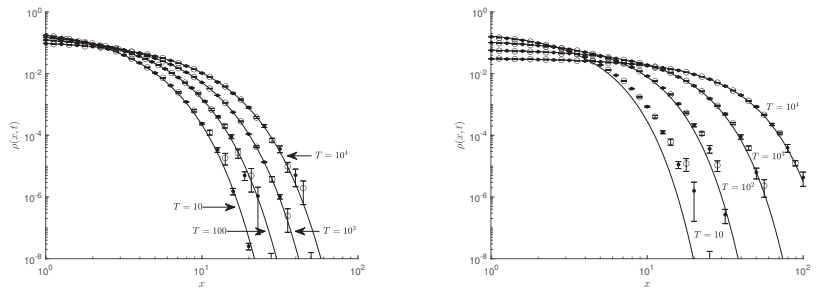 10^0
10^-2
10^-4
10^-6
10^-8
ρ(x,t)
T = 10^4
T = 10
T = 100
T = 10^3
10^0
10^1
10^2
x
10^0
10^-2
10^-4
10^-6
10^-8
ρ(x,t)
T = 10^4
T = 10^3
T = 10^2
T = 10
10^0
10^1
10^2
x